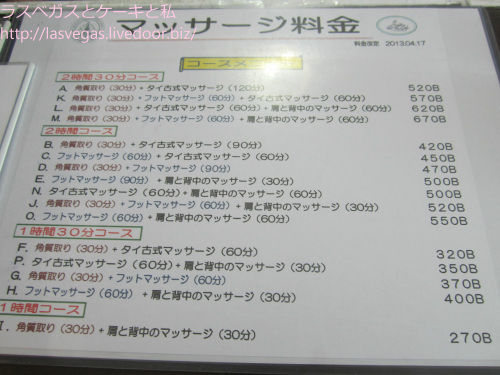 ラスベガスとケーキと私
http://lasvegas.livedoor.biz/
マッサージ料金
料金改定 2013.04.17
コースメニュー
2時間30分コース
A. 角質取り(30分)+タイ古式マッサージ(120分) 520B
K. 角質取り(30分)+フットマッサージ(60分)+タイ古式マッサージ(60分) 570B
L. 角質取り(30分)+タイ古式マッサージ(60分)+肩と背中のマッサージ(60分) 620B
M. 角質取り(30分)+フットマッサージ(60分)+肩と背中のマッサージ(60分) 670B
2時間コース
B. 角質取り(30分)+タイ古式マッサージ(90分) 420B
C. フットマッサージ(60分)+タイ古式マッサージ(60分) 450B
D. 角質取り(30分)+フットマッサージ(90分) 470B
E. フットマッサージ(90分)+肩と背中のマッサージ(30分) 500B
N. タイ古式マッサージ(60分)+肩と背中のマッサージ(60分) 500B
J. 角質取り(30分)+フットマッサージ(60分)+肩と背中のマッサージ(30分) 520B
O. フットマッサージ(60分)+肩と背中のマッサージ(60分) 550B
1時間30分コース
F. 角質取り(30分)+タイ古式マッサージ(60分) 320B
P. タイ古式マッサージ(60分)+肩と背中のマッサージ(30分) 350B
G. 角質取り(30分)+フットマッサージ(60分) 370B
H. フットマッサージ(60分)+肩と背中のマッサージ(30分) 400B
1時間コース
I. 角質取り(30分)+肩と背中のマッサージ(30分) 270B